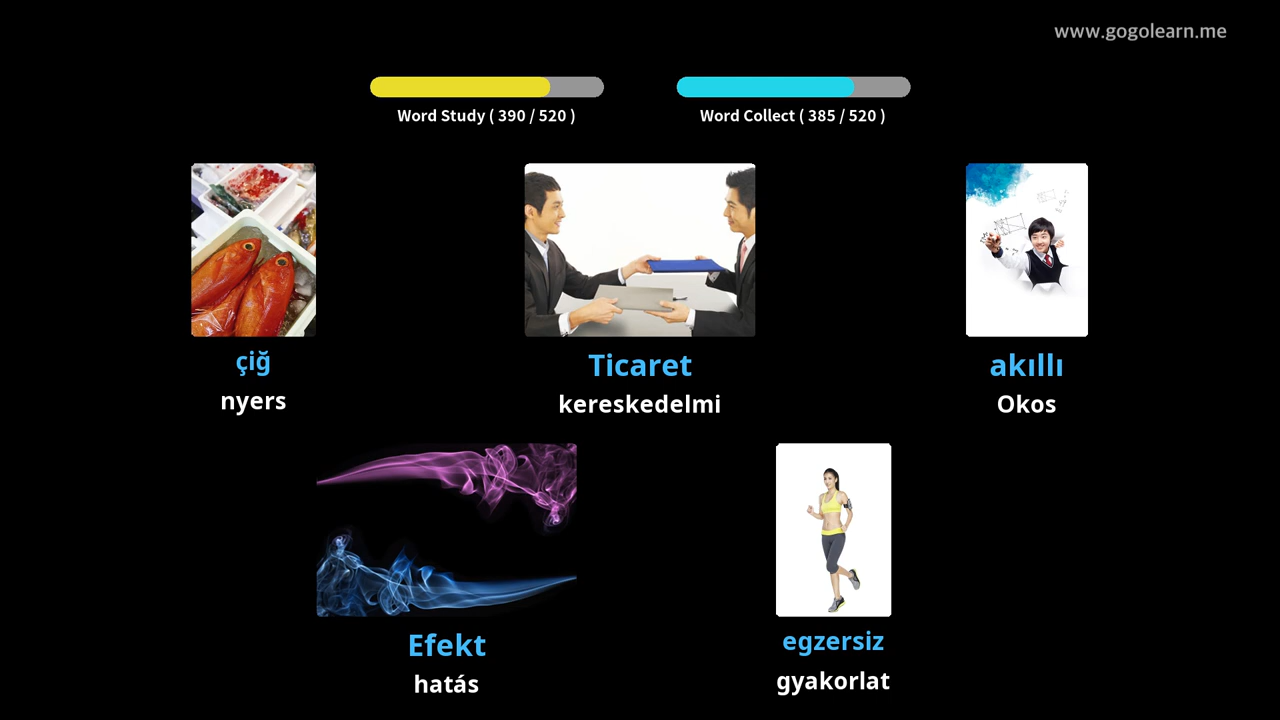 www.gogolearn.me
Word Study ( 390 / 520 )
Word Collect ( 385 / 520 )
çiğ
Ticaret
akıllı
nyers
kereskedelmi
Okos
Efekt
egzersiz
hatás
gyakorlat